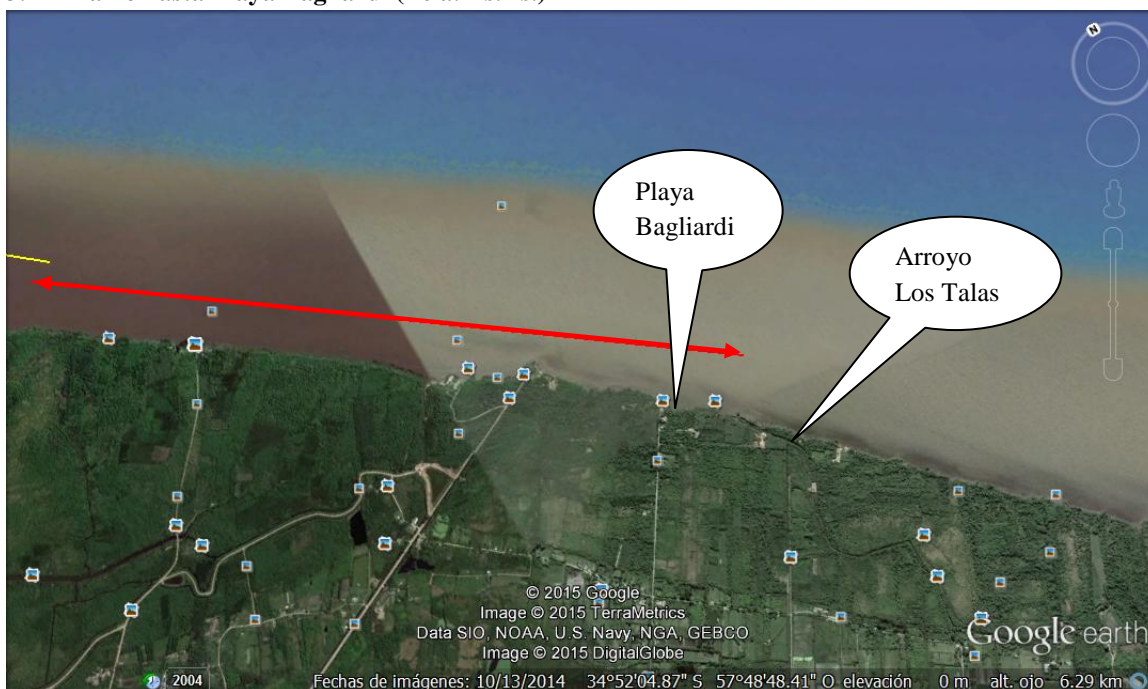 Playa
Bagliardi
Arroyo
Los Talas
N
© 2015 Google
Image © 2015 TerraMetrics
Data SIO, NOAA, U.S. Navy, NGA, GEBCO
Image © 2015 DigitalGlobe
Google earth
2004
Fechas de imágenes: 10/13/2014 34°52'04.87" S 57°48'48.41" O elevación 0 m alt. ojo 6.29 km